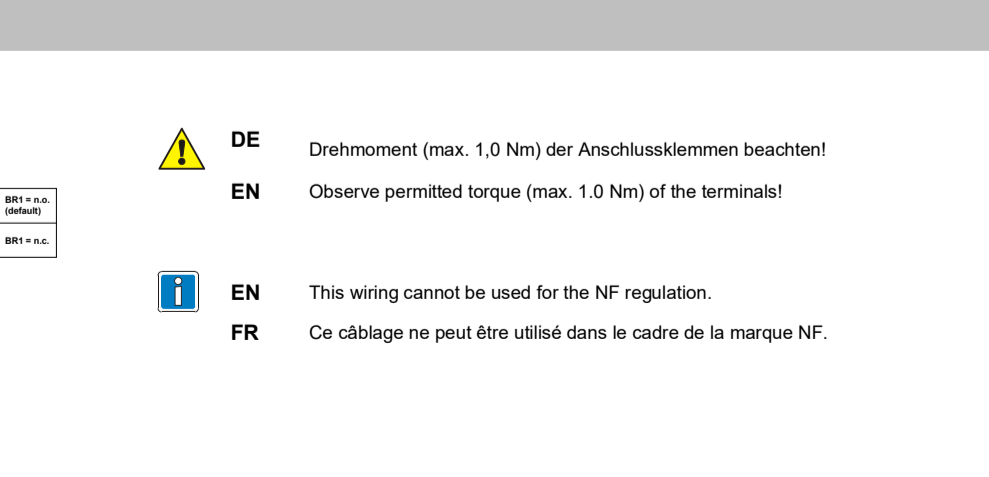 DE
Drehmoment (max. 1,0 Nm) der Anschlussklemmen beachten!
EN
Observe permitted torque (max. 1.0 Nm) of the terminals!
BR1 = n.o.
(default)
BR1 = n.c.
EN
This wiring cannot be used for the NF regulation.
FR
Ce câblage ne peut être utilisé dans le cadre de la marque NF.